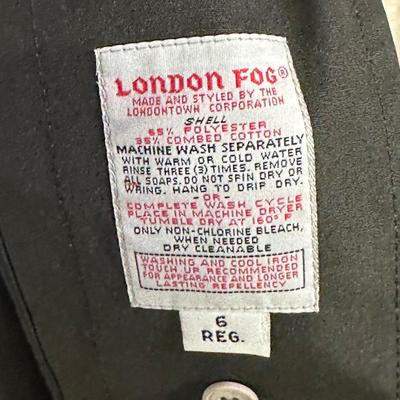 LONDON FOG®
MADE AND STYLED BY THE
LONDONTOWN CORPORATION
SHELL
65% POLYESTER
35% COMBED COTTON
MACHINE WASH SEPARATELY
WITH WARM OR COLD WATER
RINSE THREE (3) TIMES. REMOVE
ALL SOAPS. DO NOT SPIN DRY OR
WRING. HANG TO DRIP DRY.
-OR-
COMPLETE WASH CYCLE
PLACE IN MACHINE DRYER
TUMBLE DRY AT 160° F
ONLY NON-CHLORINE BLEACH,
WHEN NEEDED
DRY CLEANABLE
WASHING AND COOL IRON
TOUCH UP RECOMMENDED
FOR APPEARANCE AND LONGER
LASTING REPELLENCY
6
REG.